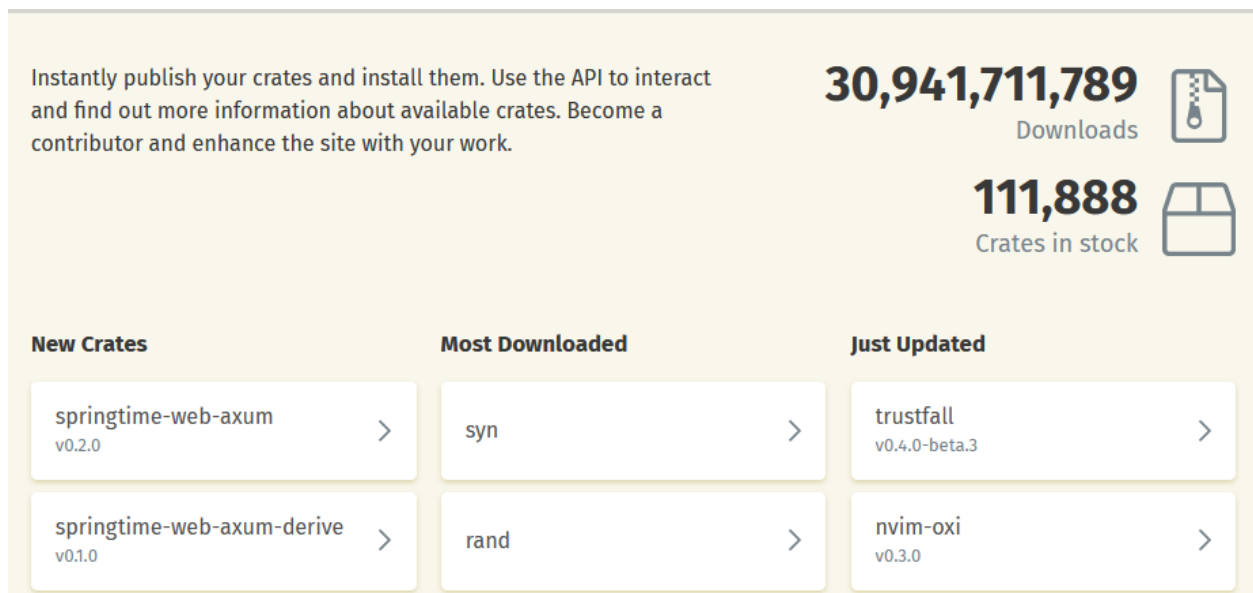 Instantly publish your crates and install them. Use the API to interact
and find out more information about available crates. Become a
contributor and enhance the site with your work.
30,941,711,789
Downloads
111,888
Crates in stock
New Crates
springtime-web-axum
v0.2.0
springtime-web-axum-derive
v0.1.0
Most Downloaded
syn
rand
Just Updated
trustfall
v0.4.0-beta.3
nvim-oxi
v0.3.0